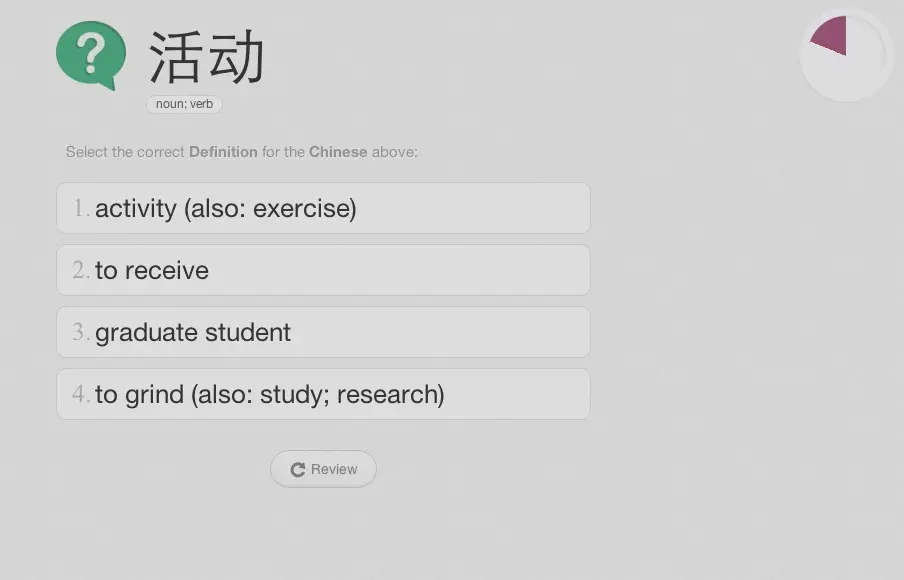 ?
活动
noun; verb
Select the correct Definition for the Chinese above:
1. activity (also: exercise)
2. to receive
3. graduate student
4. to grind (also: study; research)
Review